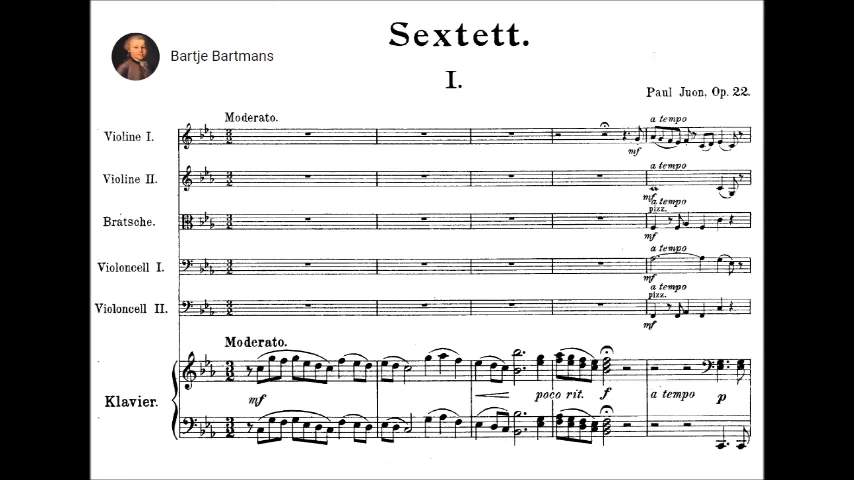 Sextett.
Bartje Bartmans
I.
Paul Juon, Op. 22.
Moderato.
a tempo
Violine I.
mf
a tempo
Violine II.
mf
a tempo
pizz.
Bratsche.
mf
a tempo
Violoncell I.
mf
a tempo
pizz.
Violoncell II.
mf
Moderato.
Klavier.
mf
poco rit.
f
a tempo
p